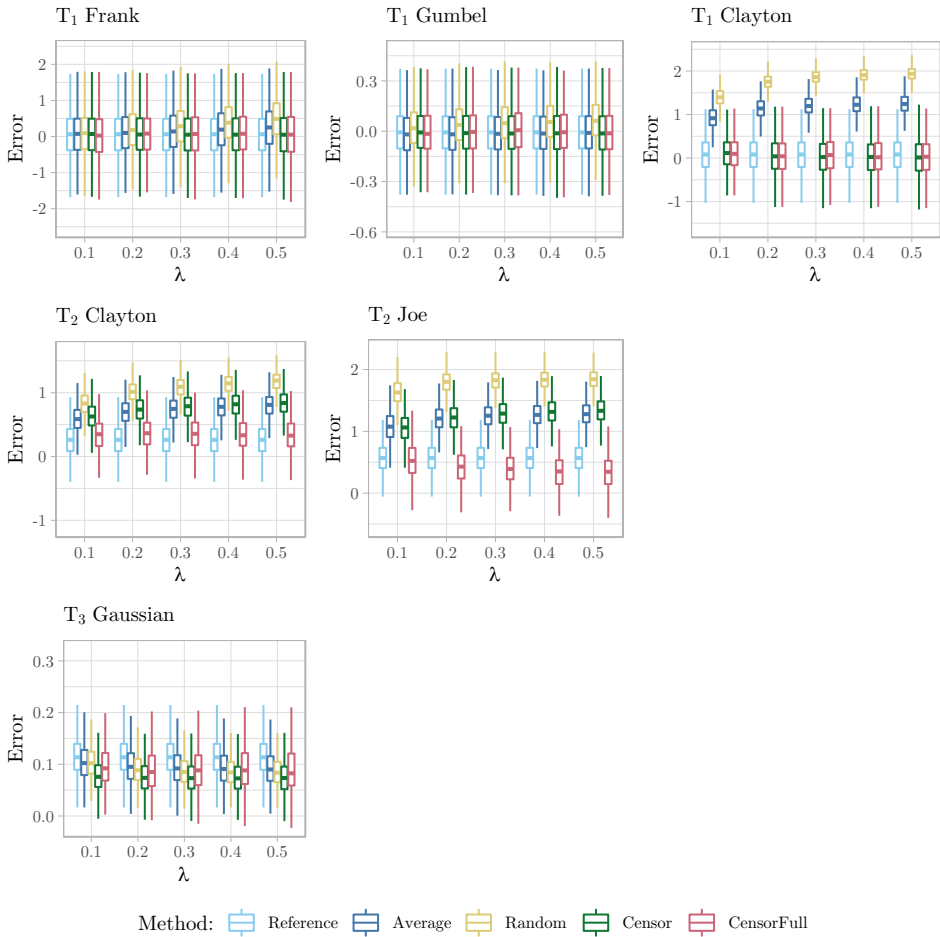 T₁ Frank
T₁ Gumbel
T₁ Clayton
Error
2
1
0
-1
-2
0.1 0.2 0.3 0.4 0.5
λ
Error
0.3
0.0
-0.3
-0.6
0.1 0.2 0.3 0.4 0.5
λ
Error
2
1
0
-1
0.1 0.2 0.3 0.4 0.5
λ
T₂ Clayton
T₂ Joe
Error
1
0
-1
0.1 0.2 0.3 0.4 0.5
λ
Error
2
1
0
0.1 0.2 0.3 0.4 0.5
λ
T₃ Gaussian
Error
0.3
0.2
0.1
0.0
0.1 0.2 0.3 0.4 0.5
λ
Method: Reference Average Random Censor CensorFull